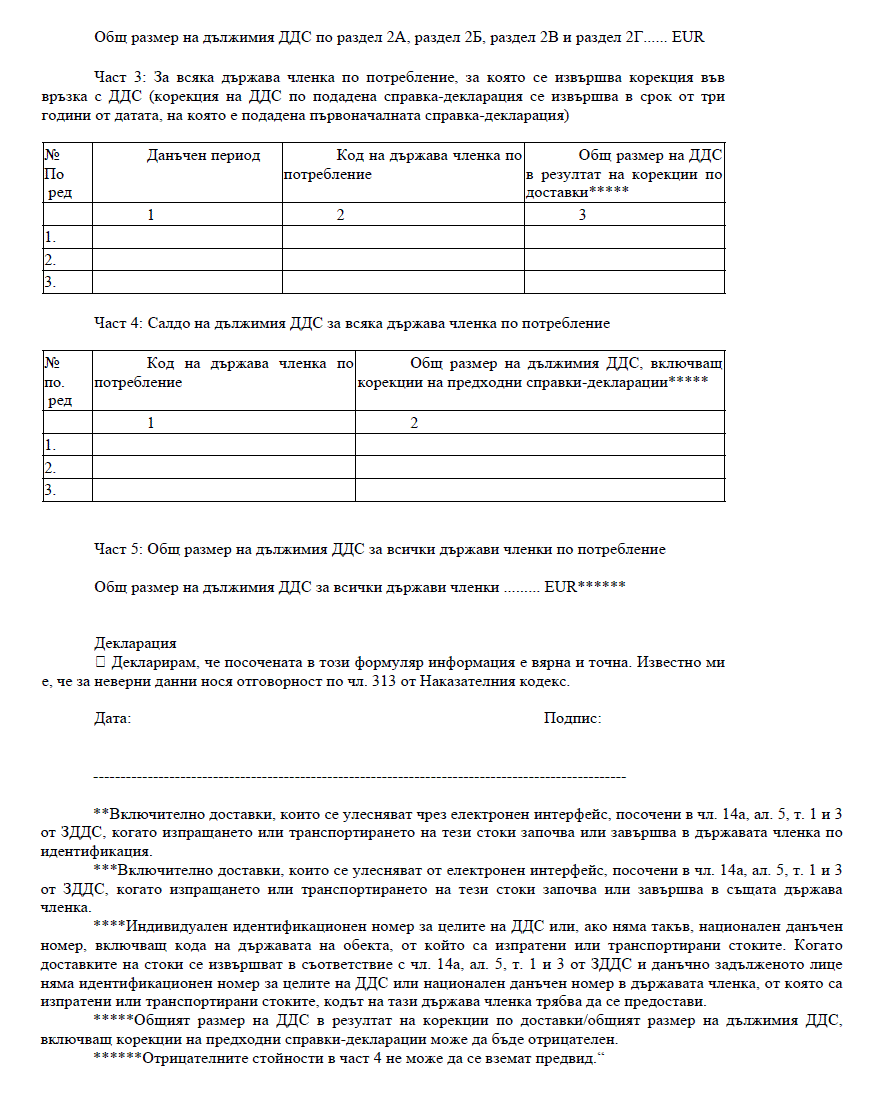 Общ размер на дължимия ДДС по раздел 2А, раздел 2Б, раздел 2В и раздел 2Г...... EUR
Част 3: За всяка държава членка по потребление, за която се извършва корекция във
връзка с ДДС (корекция на ДДС по подадена справка-декларация се извършва в срок от три
години от датата, на която е подадена първоначалната справка-декларация)
№ Данъчен период Код на държава членка по Общ размер на ДДС
По потребление в резултат на корекции по
ред доставки*****
1 2 3
1.
2.
3.
Част 4: Салдо на дължимия ДДС за всяка държава членка по потребление
№ Код на държава членка по Общ размер на дължимия ДДС, включващ
по. потребление корекции на предходни справки-декларации*****
ред
1 2
1.
2.
3.
Част 5: Общ размер на дължимия ДДС за всички държави членки по потребление
Общ размер на дължимия ДДС за всички държави членки ......... EUR******
Декларация
Декларирам, че посочената в този формуляр информация е вярна и точна. Известно ми
е, че за неверни данни нося отговорност по чл. 313 от Наказателния кодекс.
Дата: Подпис:
---------------------------------------------------------------------------------------------------
**Включително доставки, които се улесняват чрез електронен интерфейс, посочени в чл. 14а, ал. 5, т. 1 и 3
от ЗДДС, когато изпращането или транспортирането на тези стоки започва или завършва в държавата членка по
идентификация.
***Включително доставки, които се улесняват от електронен интерфейс, посочени в чл. 14а, ал. 5, т. 1 и 3
от ЗДДС, когато изпращането или транспортирането на тези стоки започва или завършва в същата държава
членка.
****Индивидуален идентификационен номер за целите на ДДС или, ако няма такъв, национален данъчен
номер, включващ кода на държавата на обекта, от който са изпратени или транспортирани стоките. Когато
доставките на стоки се извършват в съответствие с чл. 14а, ал. 5, т. 1 и 3 от ЗДДС и данъчно задълженото лице
няма идентификационен номер за целите на ДДС или национален данъчен номер в държавата членка, от която са
изпратени или транспортирани стоките, кодът на тази държава членка трябва да се предостави.
*****Общият размер на ДДС в резултат на корекции по доставки/общият размер на дължимия ДДС,
включващ корекции на предходни справки-декларации може да бъде отрицателен.
******Отрицателните стойности в част 4 не може да се вземат предвид.“